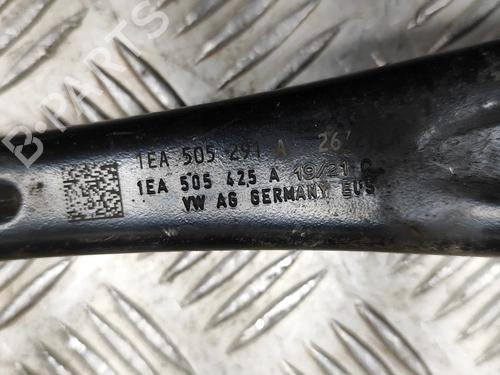 B-PARTS
1EA 505 291 A 26
1EA 505 425 A 19/21 C
VW AG GERMANY EUS